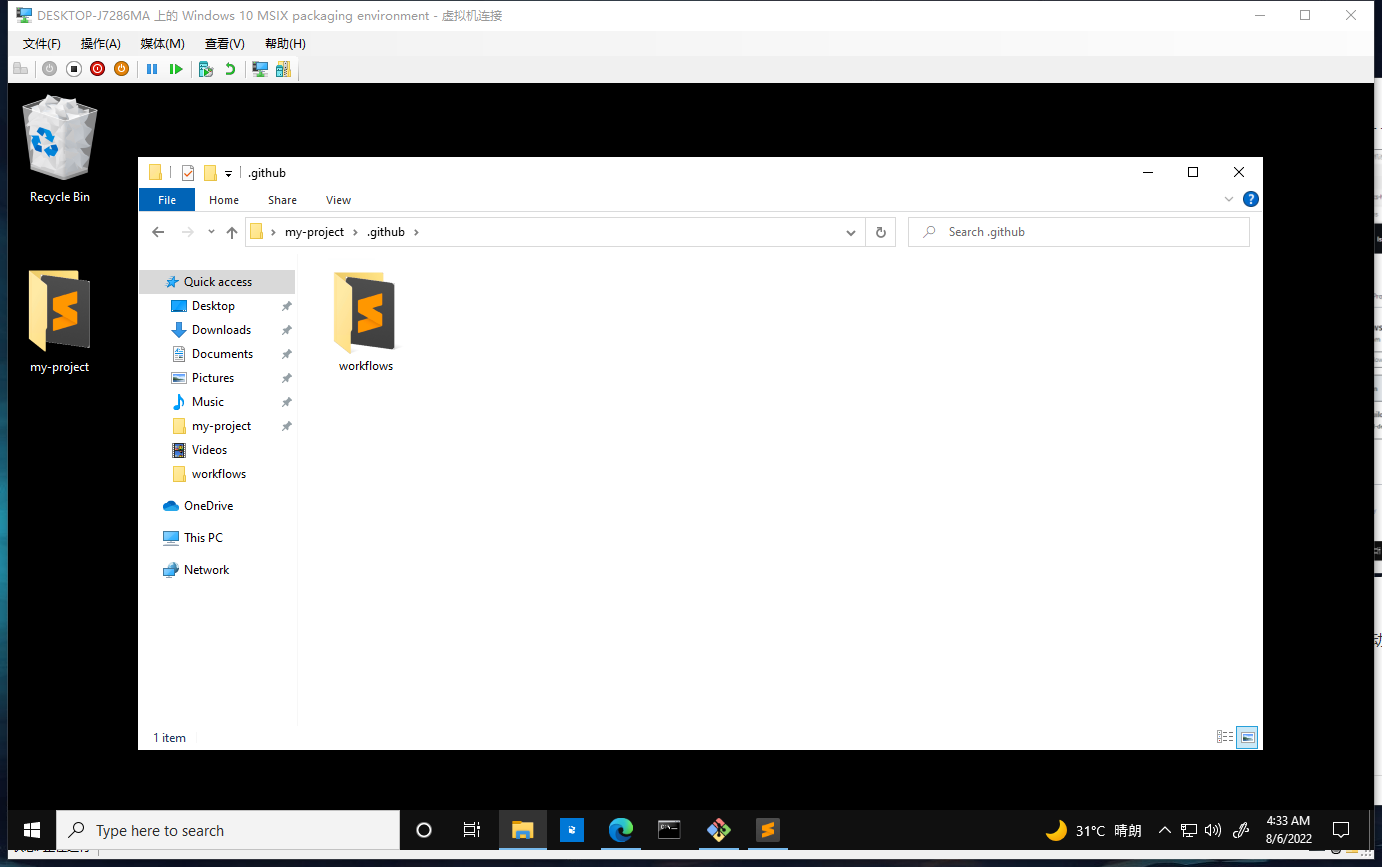 DESKTOP-J7286MA 上的 Windows 10 MSIX packaging environment - 虚拟机连接
文件(F) 操作(A) 媒体(M) 查看(V) 帮助(H)
Recycle Bin
.github
File Home Share View
my-project .github
Search .github
Quick access
Desktop
Downloads
Documents
Pictures
Music
my-project
Videos
workflows
OneDrive
This PC
Network
workflows
my-project
1 item
Type here to search
31°C 晴朗
4:33 AM
8/6/2022